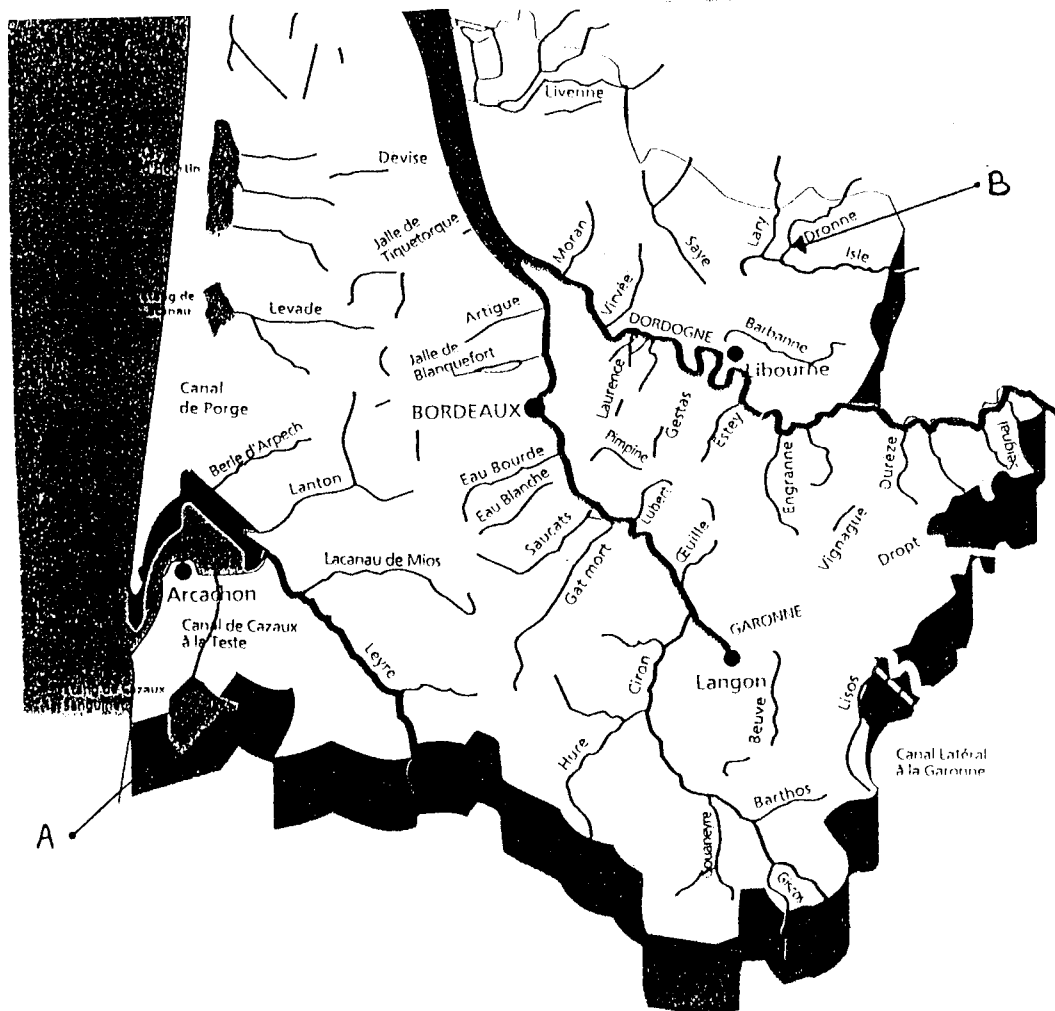 Livenne
Devise
B
Jalle de
Tiquetorque
Moran
Saye
Lary
Dronne
Isle
Levade
Artigue
Virvée
DORDOGNE
Barbanne
Libourne
Jalle de
Blanquefort
Laurence
Canal
de Porge
BORDEAUX
Gestas
Estey
Pimpine
Engranne
Dureze
Seignal
Berle d'Arpech
Lanton
Eau Bourde
Eau Blanche
Saucats
Lubert
Œuille
Vignague
Dropt
Lacanau de Mios
Gat mort
Arcachon
Canal de Cazaux
à la Teste
GARONNE
Leyre
Ciron
Langon
Beuve
Lisos
Hure
Canal Latéral
à la Garonne
Barthos
A